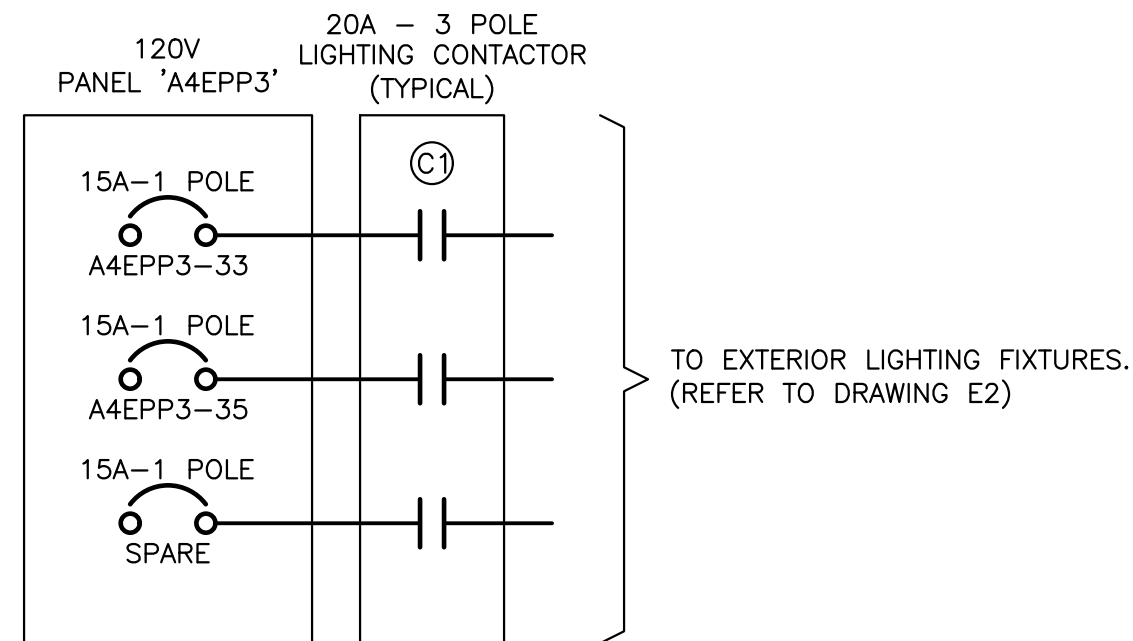 120V
PANEL 'A4EPP3'
20A – 3 POLE
LIGHTING CONTACTOR
(TYPICAL)
C1
15A–1 POLE
A4EPP3–33
15A–1 POLE
A4EPP3–35
15A–1 POLE
SPARE
TO EXTERIOR LIGHTING FIXTURES.
(REFER TO DRAWING E2)